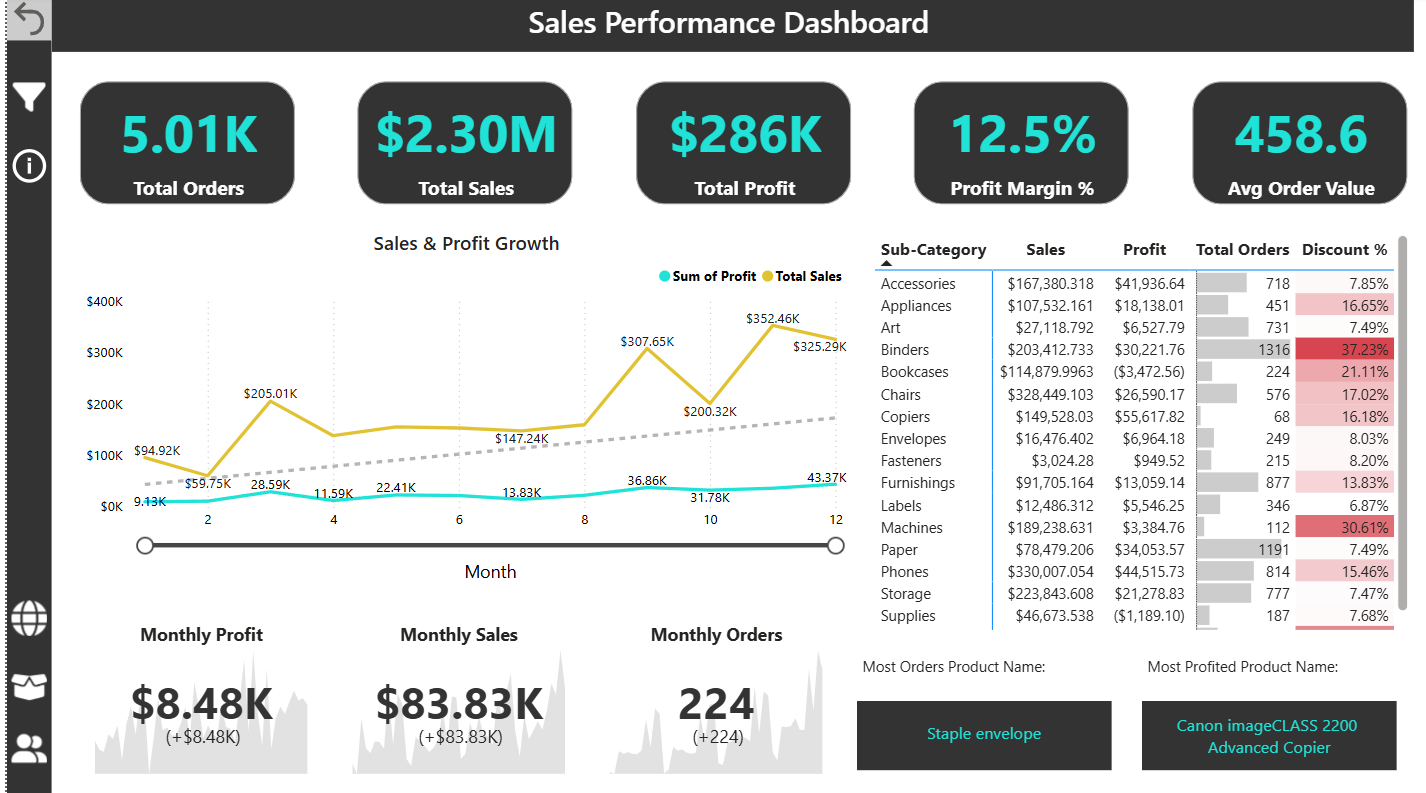 Sales Performance Dashboard
5.01K
Total Orders
$2.30M
Total Sales
$286K
Total Profit
12.5%
Profit Margin %
458.6
Avg Order Value
Sales & Profit Growth
Sum of Profit Total Sales
$400K
$300K
$200K
$100K
$0K
$94.92K
$59.75K
$205.01K
$147.24K
$307.65K
$200.32K
$352.46K
$325.29K
9.13K
28.59K
11.59K
22.41K
13.83K
36.86K
31.78K
43.37K
2 4 6 8 10 12
Month
Sub-Category Sales Profit Total Orders Discount %
Accessories $167,380.318 $41,936.64 718 7.85%
Appliances $107,532.161 $18,138.01 451 16.65%
Art $27,118.792 $6,527.79 731 7.49%
Binders $203,412.733 $30,221.76 1316 37.23%
Bookcases $114,879.9963 ($3,472.56) 224 21.11%
Chairs $328,449.103 $26,590.17 576 17.02%
Copiers $149,528.03 $55,617.82 68 16.18%
Envelopes $16,476.402 $6,964.18 249 8.03%
Fasteners $3,024.28 $949.52 215 8.20%
Furnishings $91,705.164 $13,059.14 877 13.83%
Labels $12,486.312 $5,546.25 346 6.87%
Machines $189,238.631 $3,384.76 112 30.61%
Paper $78,479.206 $34,053.57 1191 7.49%
Phones $330,007.054 $44,515.73 814 15.46%
Storage $223,843.608 $21,278.83 777 7.47%
Supplies $46,673.538 ($1,189.10) 187 7.68%
Monthly Profit
$8.48K
(+$8.48K)
Monthly Sales
$83.83K
(+$83.83K)
Monthly Orders
224
(+224)
Most Orders Product Name:
Staple envelope
Most Profited Product Name:
Canon imageCLASS 2200
Advanced Copier